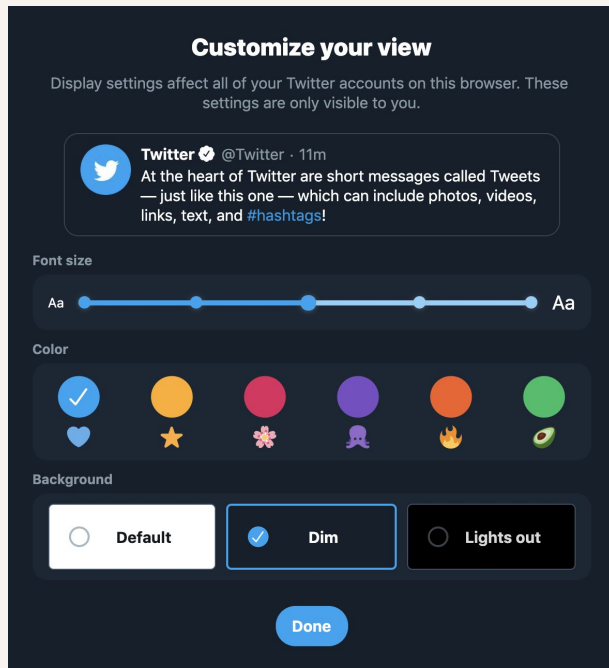 Customize your view
Display settings affect all of your Twitter accounts on this browser. These
settings are only visible to you.
Twitter @Twitter · 11m
At the heart of Twitter are short messages called Tweets
— just like this one — which can include photos, videos,
links, text, and #hashtags!
Font size
Aa Aa
Color
Background
Default Dim Lights out
Done